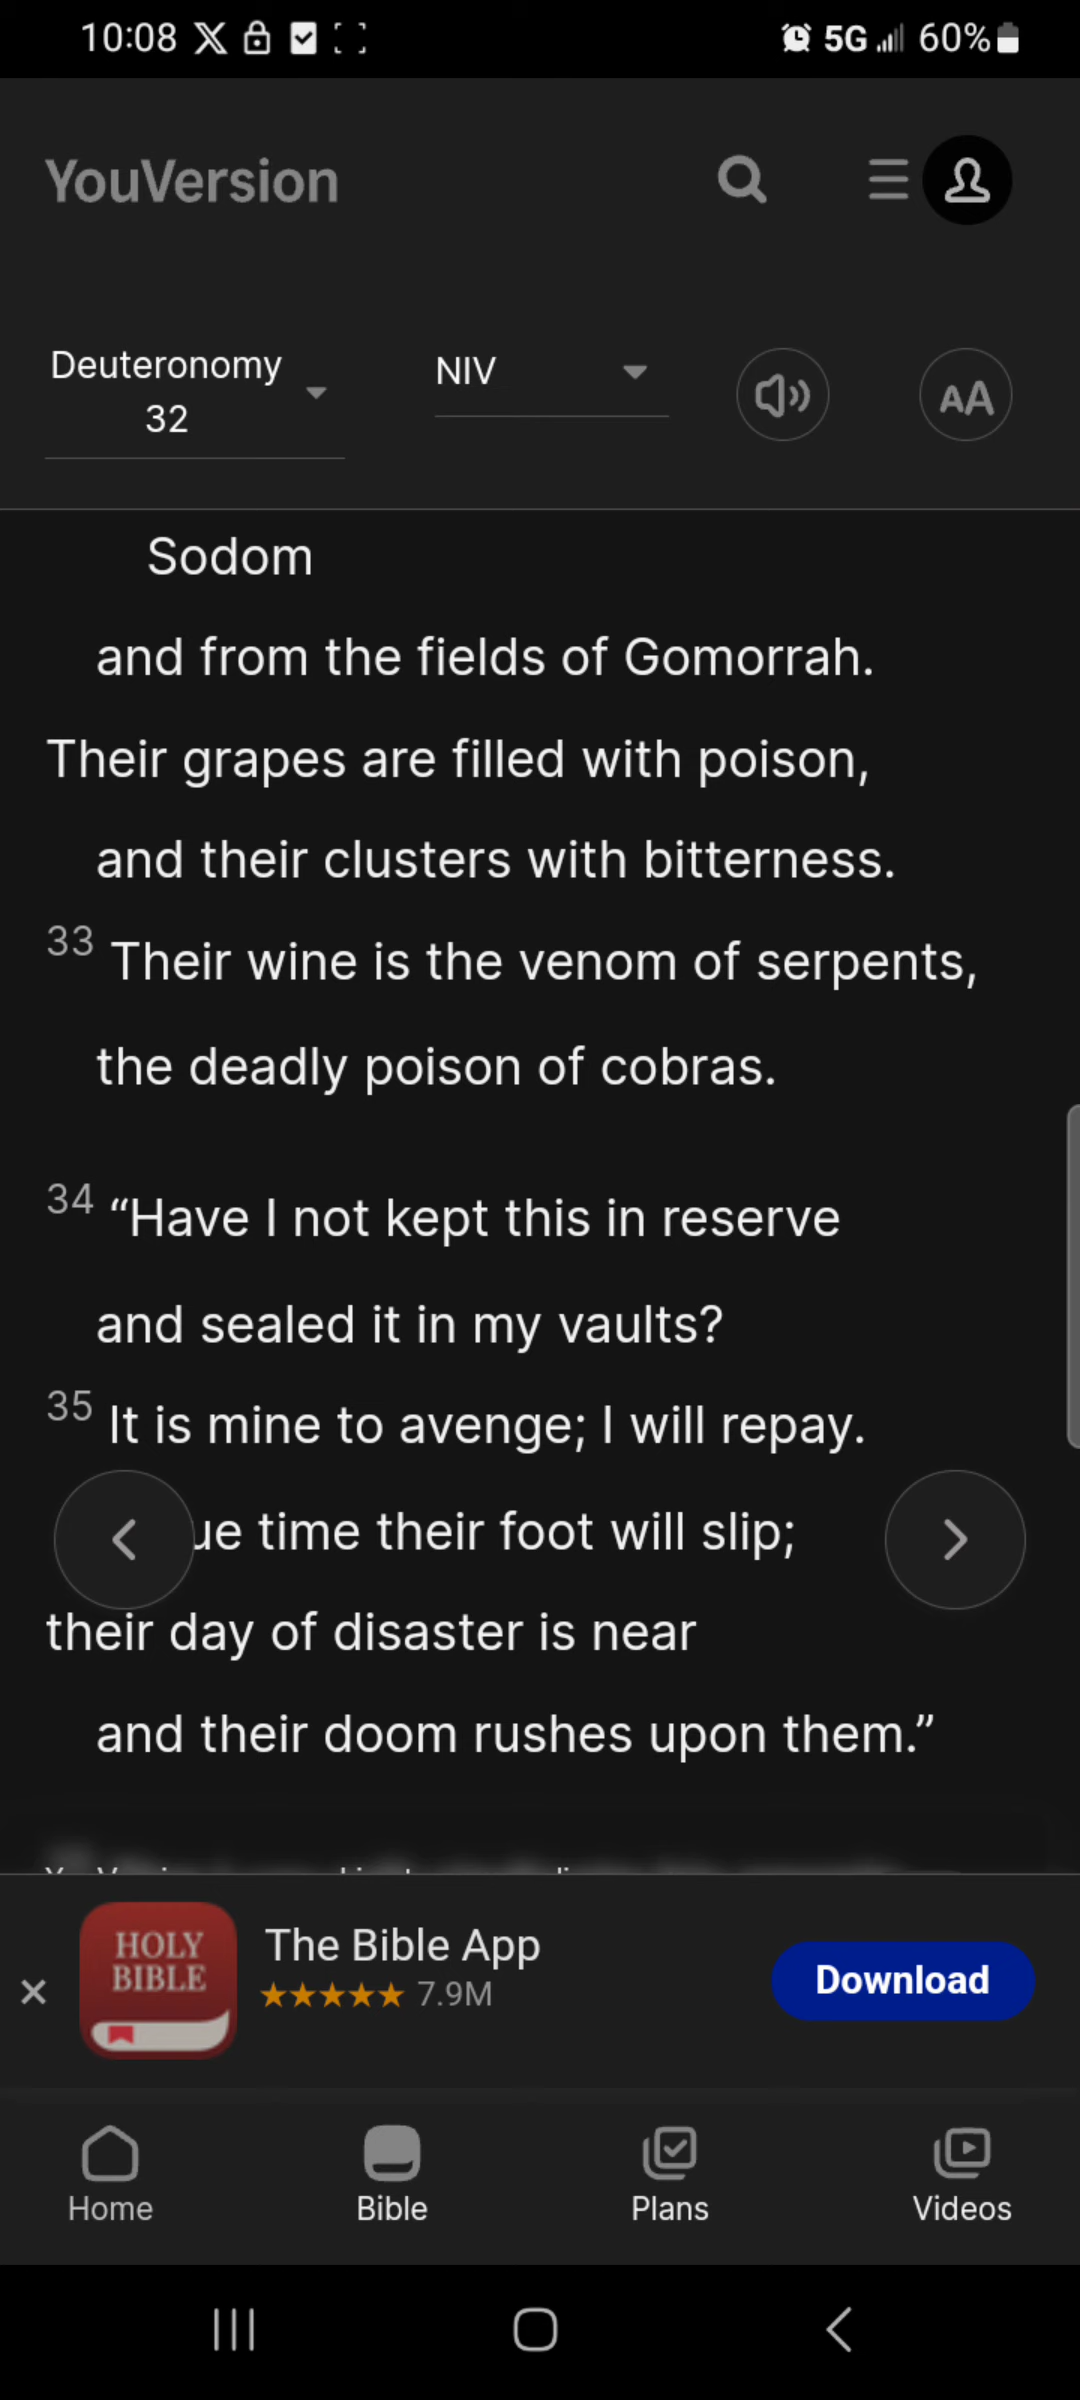 10:08 5G 60%
YouVersion
Deuteronomy
32
NIV
AA
Sodom
and from the fields of Gomorrah.
Their grapes are filled with poison,
and their clusters with bitterness.
33 Their wine is the venom of serpents,
the deadly poison of cobras.
34 “Have I not kept this in reserve
and sealed it in my vaults?
35 It is mine to avenge; I will repay.
ue time their foot will slip;
their day of disaster is near
and their doom rushes upon them.”
HOLY
BIBLE
The Bible App
7.9M
Download
Home Bible Plans Videos